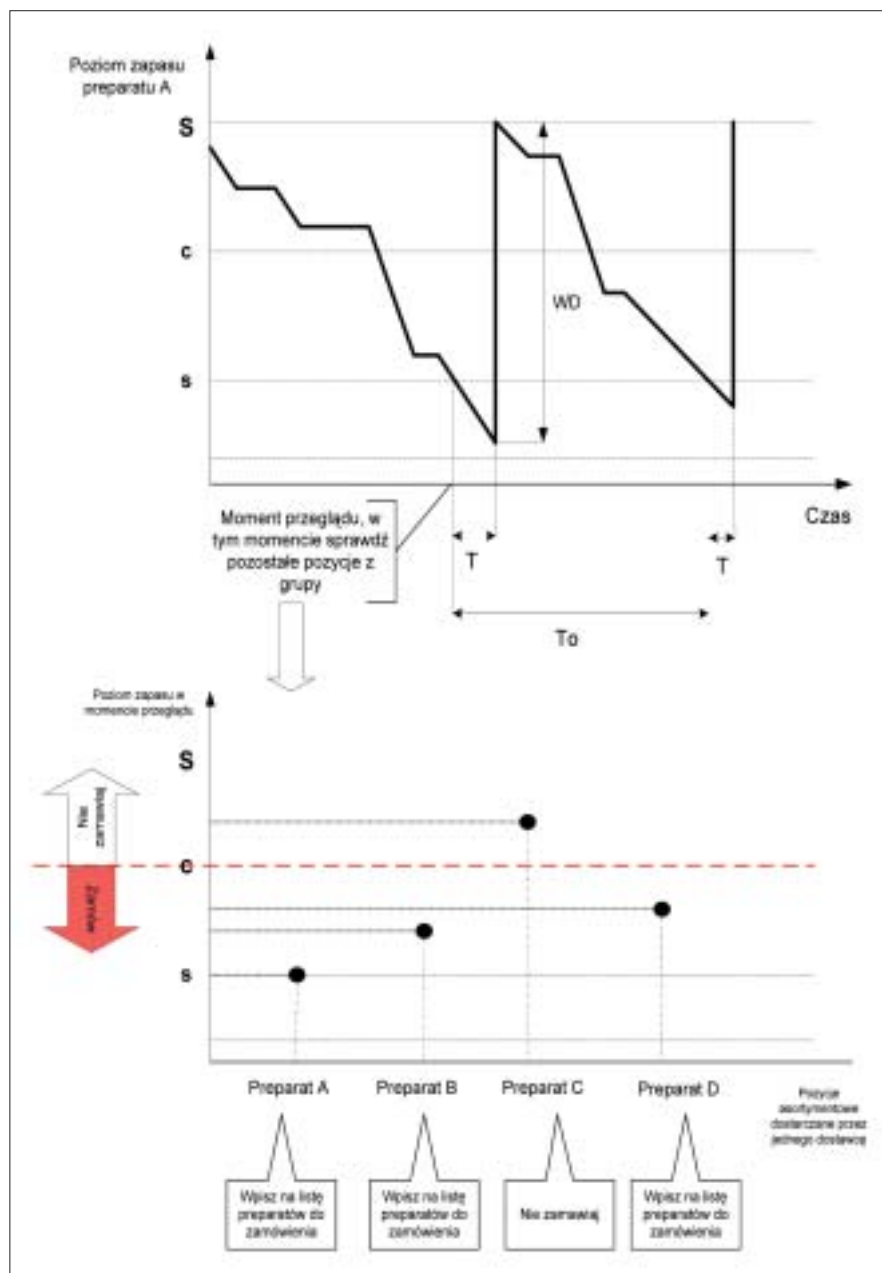 Poziom zapasu
preparatu A
S
c
s
WD
Czas
Moment przeglądu, w
tym momencie sprawdź
pozostałe pozycje z
grupy
T
T
To
Poziom zapasu w
momencie przeglądu
S
Nie
zamawiaj
c
Zamów
s
Preparat A
Preparat B
Preparat C
Preparat D
Pozycje
asortymentowe
dostarczane przez
jednego dostawcę
Wpisz na listę
preparatów do
zamówienia
Wpisz na listę
preparatów do
zamówienia
Nie zamawiaj
Wpisz na listę
preparatów do
zamówienia